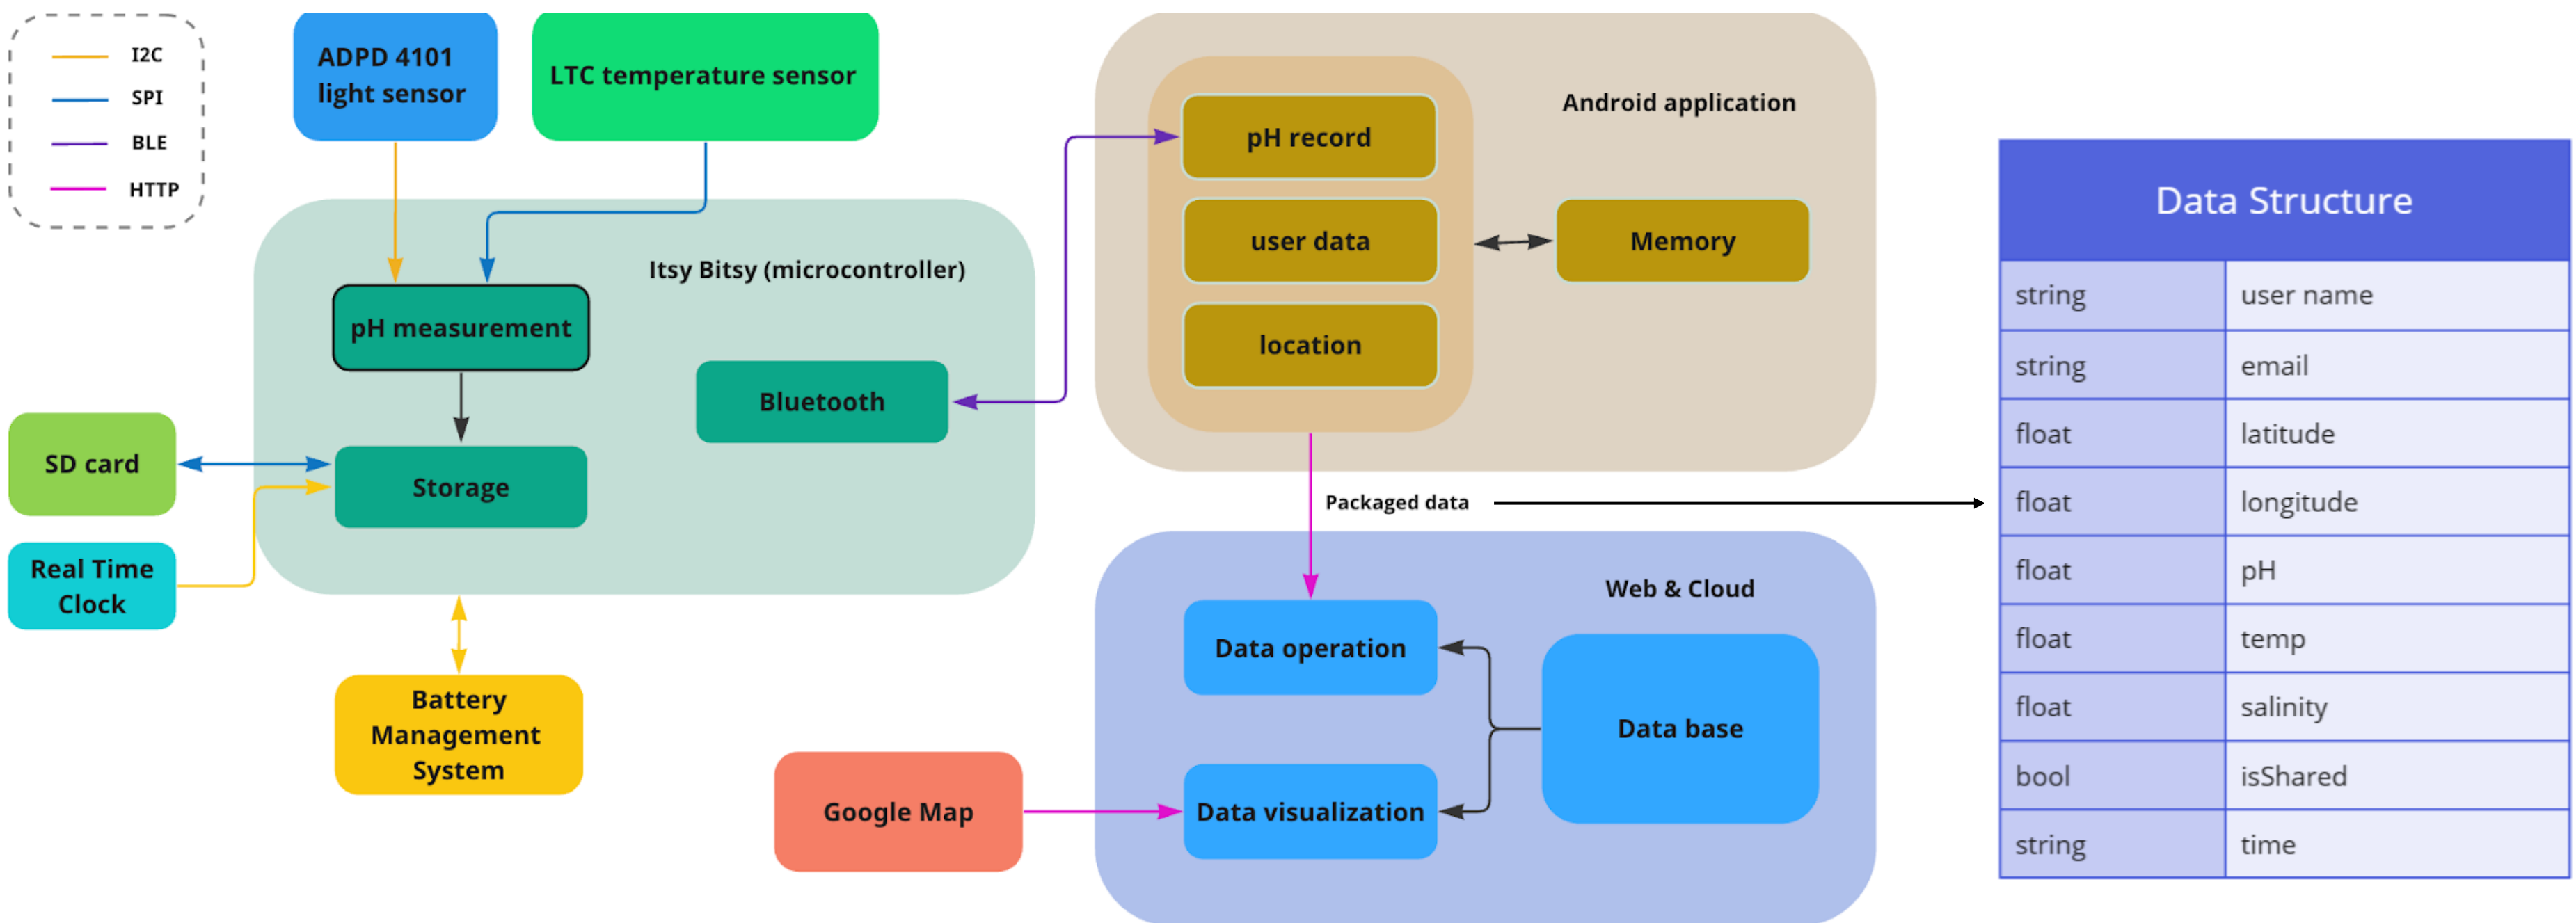 I2C
SPI
BLE
HTTP
ADPD 4101
light sensor
LTC temperature sensor
Itsy Bitsy (microcontroller)
pH measurement
Bluetooth
Storage
SD card
Real Time
Clock
Battery
Management
System
Android application
pH record
user data
location
Memory
Packaged data
Web & Cloud
Data operation
Data base
Data visualization
Google Map
Data Structure
string user name
string email
float latitude
float longitude
float pH
float temp
float salinity
bool isShared
string time